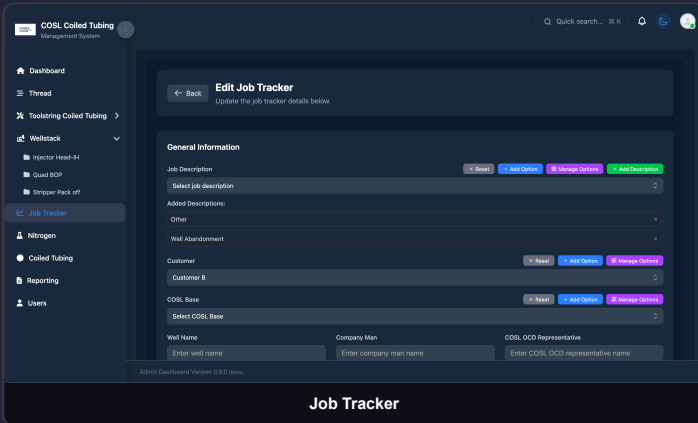 COSL Coiled Tubing
Management System
Quick search... ⌘ K
Dashboard
Thread
Toolstring Coiled Tubing
Wellstack
Injector Head-IH
Quad BOP
Stripper Pack off
Job Tracker
Nitrogen
Coiled Tubing
Reporting
Users
← Back
Edit Job Tracker
Update the job tracker details below.
General Information
Job Description
× Reset
+ Add Option
Manage Options
+ Add Description
Select job description
Added Descriptions:
Other ×
Well Abandonment ×
Customer
× Reset
+ Add Option
Manage Options
Customer B
COSL Base
× Reset
+ Add Option
Manage Options
Select COSL Base
Well Name
Company Man
COSL OCD Representative
Enter well name
Enter company man name
Enter COSL OCD representative name
Admin Dashboard Version 0.9.0 (Beta)
Job Tracker